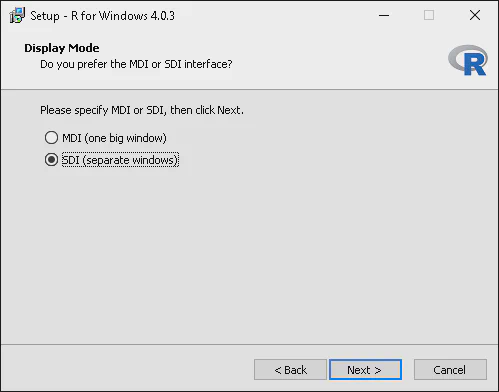 Setup - R for Windows 4.0.3
Display Mode
Do you prefer the MDI or SDI interface?
R
Please specify MDI or SDI, then click Next.
MDI (one big window)
SDI (separate windows)
< Back
Next >
Cancel